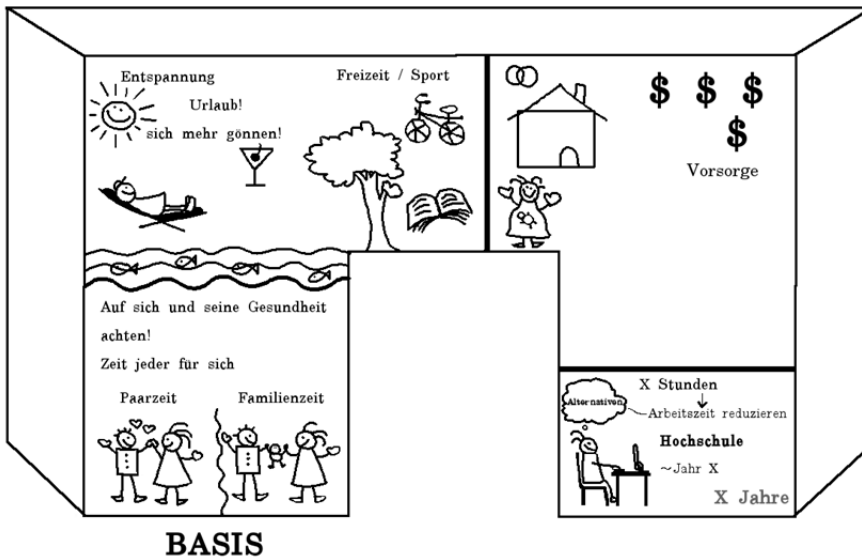 Entspannung
Urlaub!
sich mehr gönnen!
Freizeit / Sport
$ $ $
$
Vorsorge
Auf sich und seine Gesundheit
achten!
Zeit jeder für sich
Paarzeit
Familienzeit
X Stunden
Alternativen
Arbeitszeit reduzieren
Hochschule
~Jahr X
X Jahre
BASIS